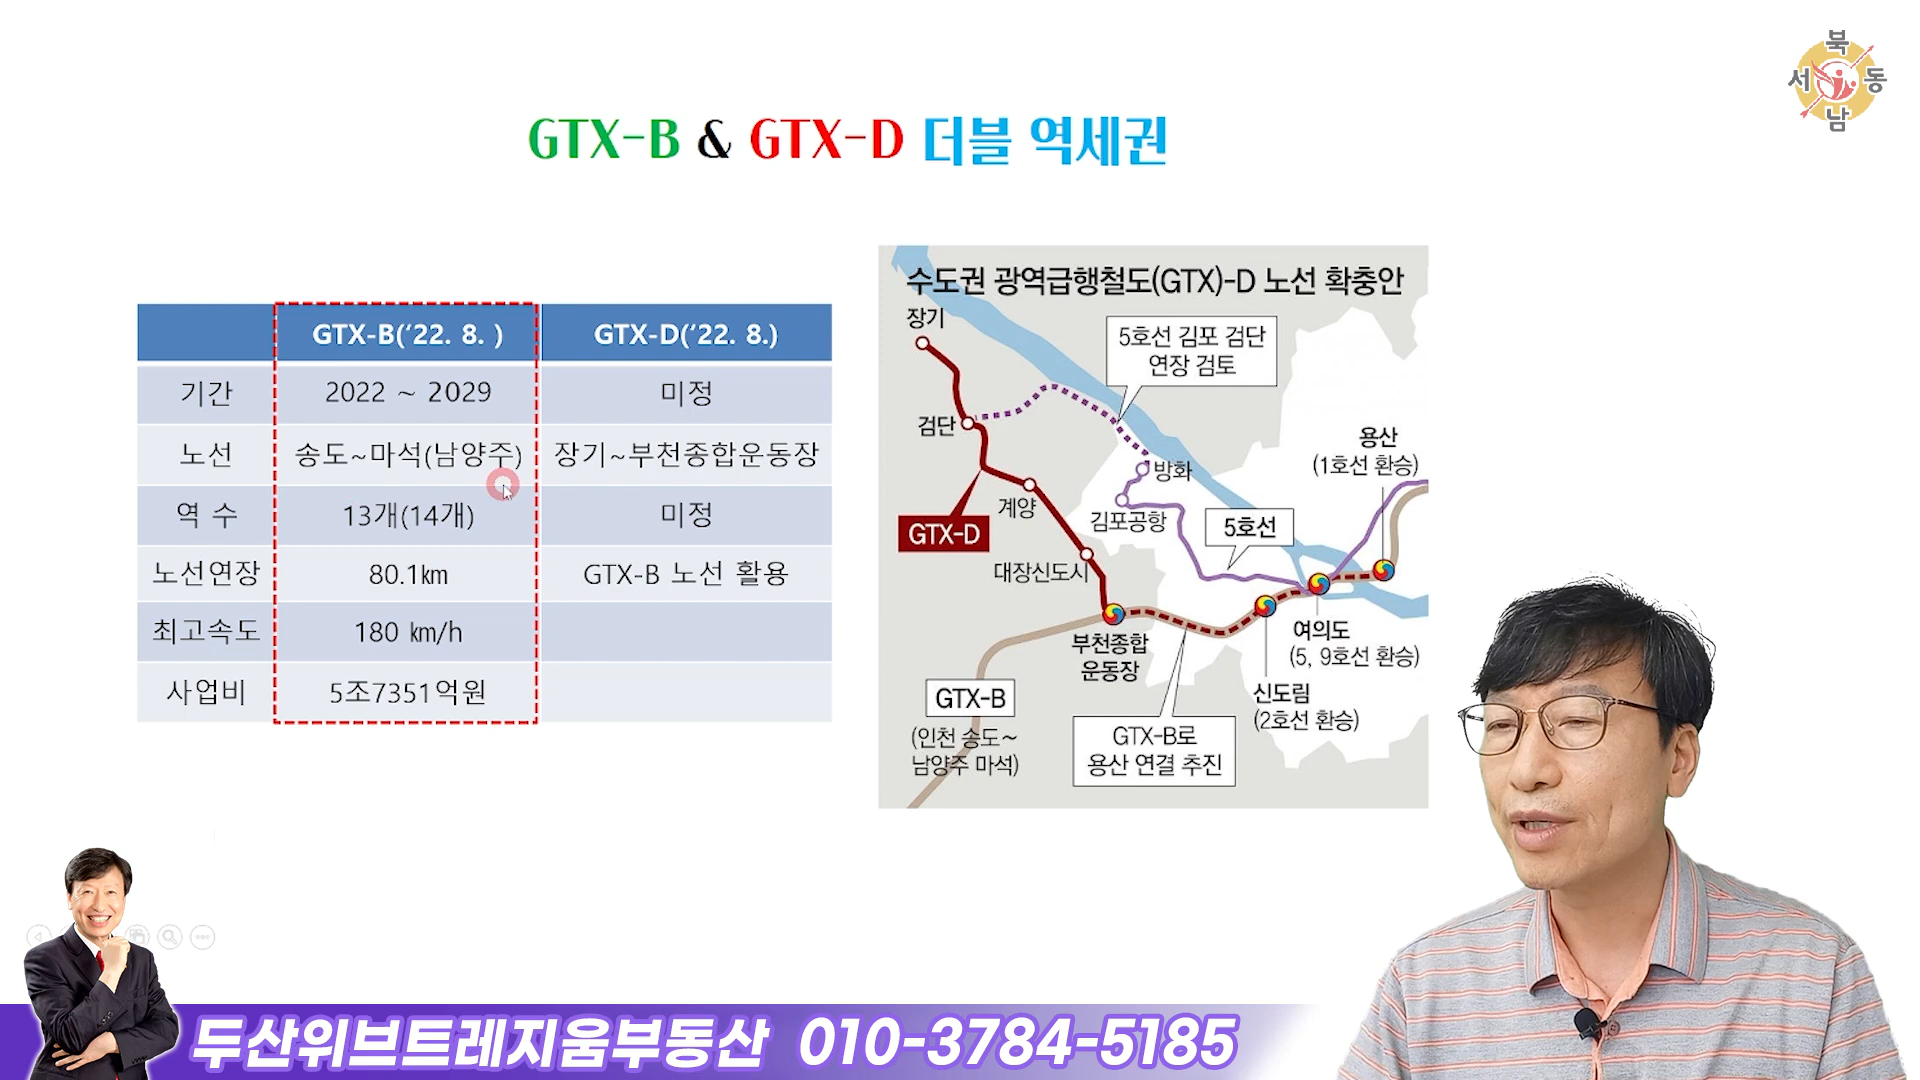 북
서 동
남
GTX-B & GTX-D 더블 역세권
GTX-B('22. 8. ) GTX-D('22. 8.)
기간 2022 ~ 2029 미정
노선 송도~마석(남양주) 장기~부천종합운동장
역 수 13개(14개) 미정
노선연장 80.1㎞ GTX-B 노선 활용
최고속도 180 ㎞/h
사업비 5조7351억원
수도권 광역급행철도(GTX)-D 노선 확충안
장기
5호선 김포 검단
연장 검토
검단
용산
(1호선 환승)
방화
계양
김포공항
5호선
GTX-D
대장신도시
부천종합
운동장
여의도
(5, 9호선 환승)
신도림
(2호선 환승)
GTX-B
(인천 송도~
남양주 마석)
GTX-B로
용산 연결 추진
두산위브트레지움부동산 010-3784-5185